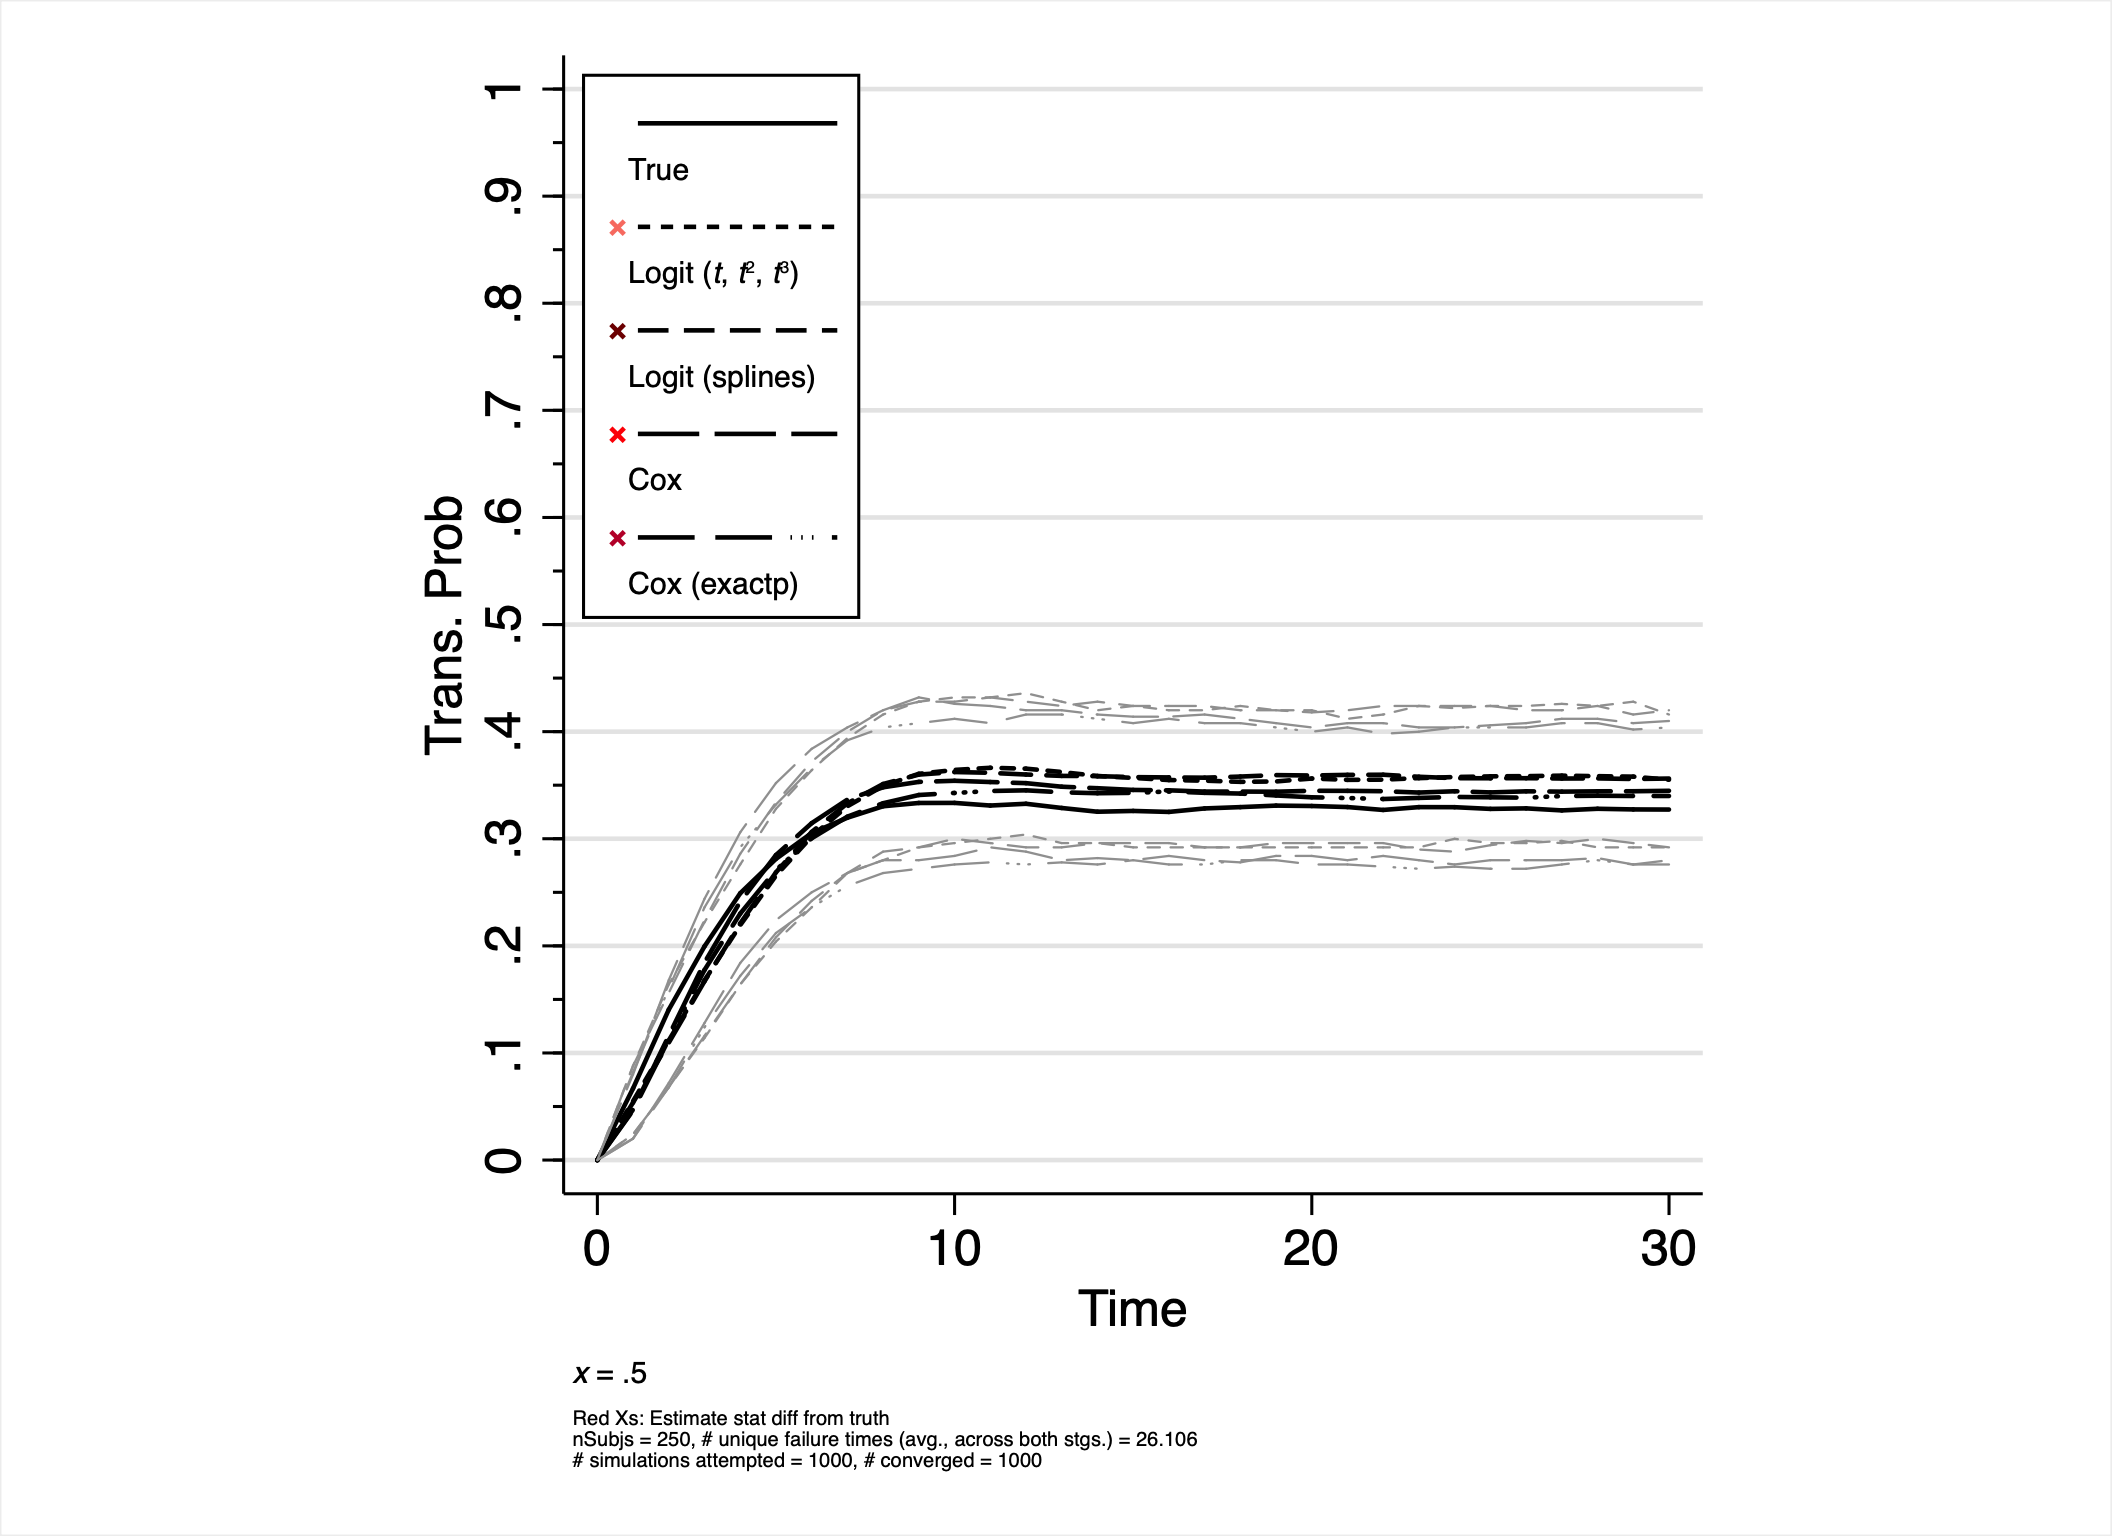 1
.9
.8
.7
.6
.5
.4
.3
.2
.1
0
Trans. Prob
True
Logit (t, t², t³)
Logit (splines)
Cox
Cox (exactp)
0 10 20 30
Time
x = .5
Red Xs: Estimate stat diff from truth
nSubjs = 250, # unique failure times (avg., across both stgs.) = 26.106
# simulations attempted = 1000, # converged = 1000